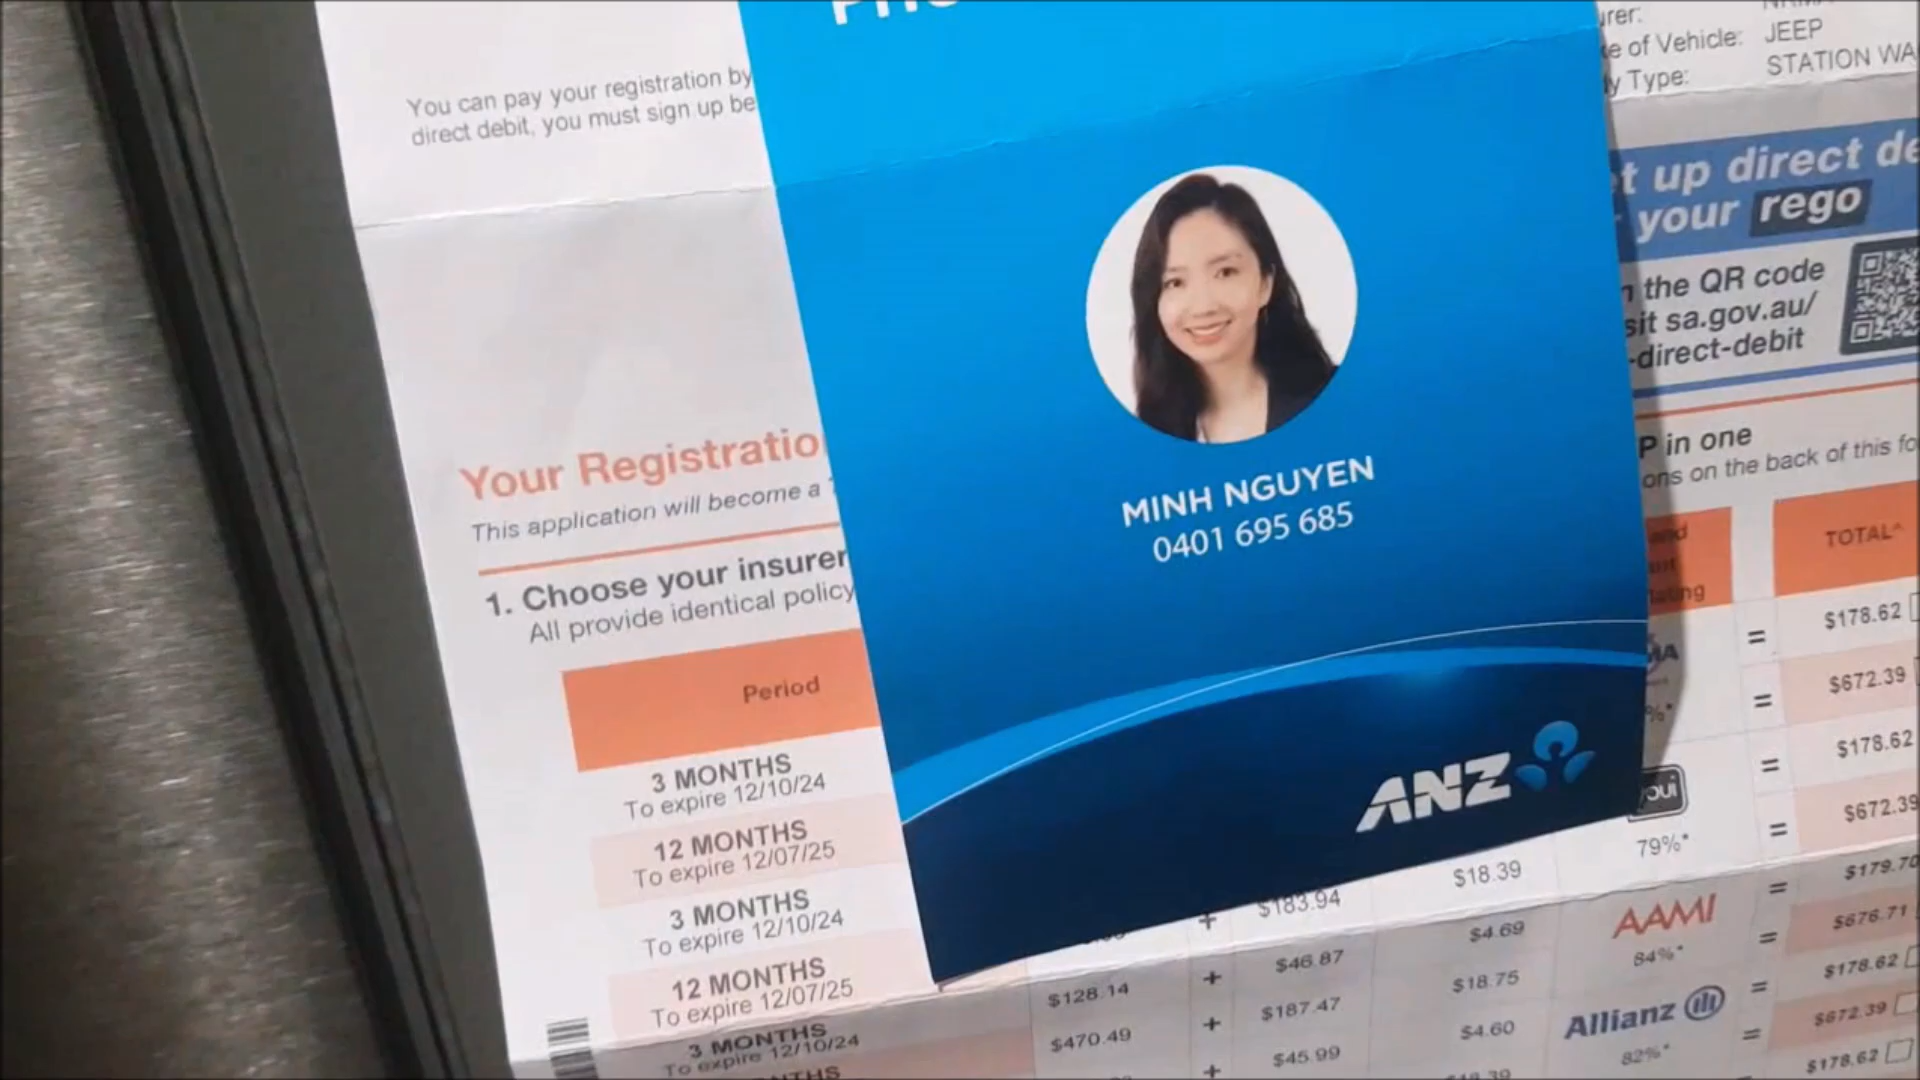 You can pay your registration by
direct debit, you must sign up be
urer:
e of Vehicle: JEEP
y Type: STATION WA
t up direct de
your rego
the QR code
sit sa.gov.au/
-direct-debit
Your Registratio
This application will become a
1. Choose your insurer
All provide identical policy
P in one
ons on the back of this fo
MINH NGUYEN
0401 695 685
ANZ
Period
and
TOTAL^
3 MONTHS
To expire 12/10/24
12 MONTHS
To expire 12/07/25
3 MONTHS
To expire 12/10/24
12 MONTHS
To expire 12/07/25
3 MONTHS
To expire 12/10/24
= $178.62
= $672.39
= $178.62
= $672.39
79%*
+ $183.94 $18.39
= $179.70
$4.69 AAMI
84%*
= $676.71
$128.14 + $46.87 $18.75
= $178.62
$470.49 + $187.47 $4.60 Allianz
82%*
= $672.39
+ $45.99
$178.62